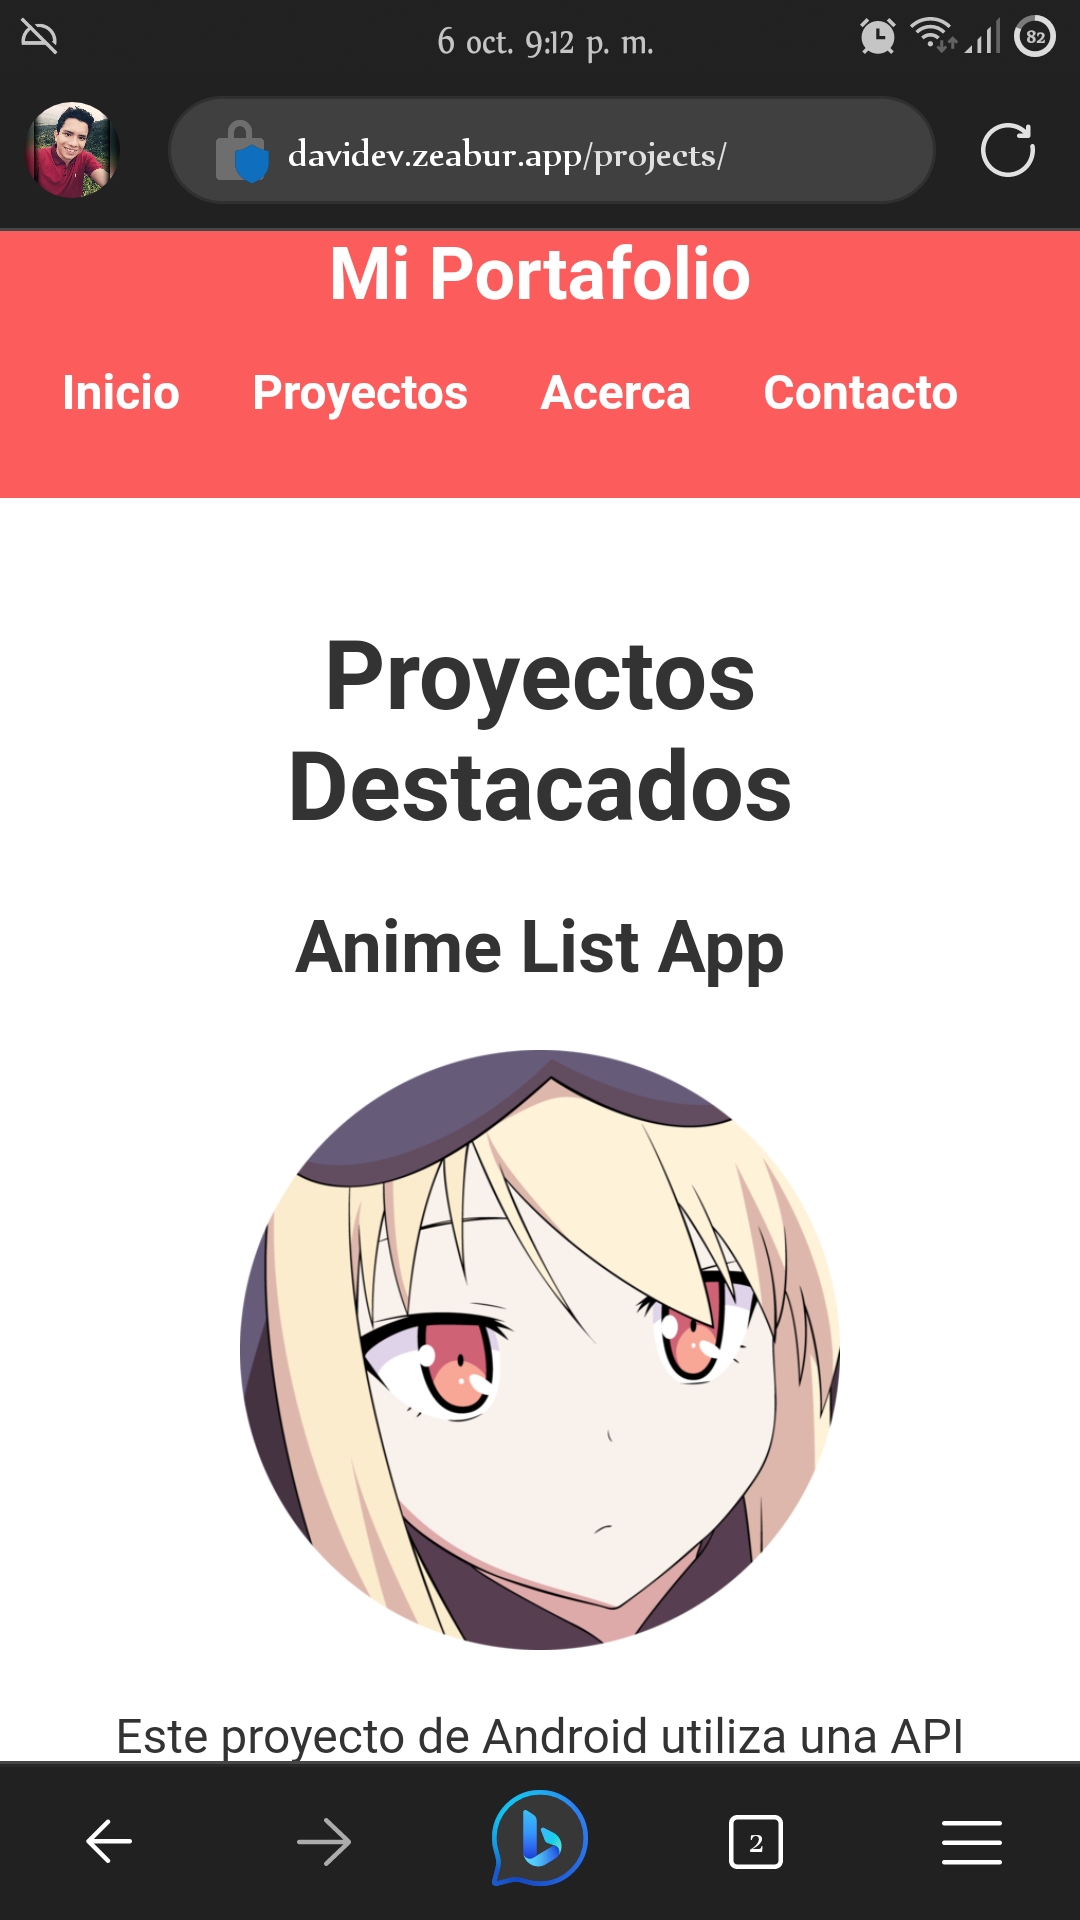 6 oct. 9:12 p. m.
82
davidev.zeabur.app/projects/
Mi Portafolio
Inicio Proyectos Acerca Contacto
Proyectos
Destacados
Anime List App
Este proyecto de Android utiliza una API
2